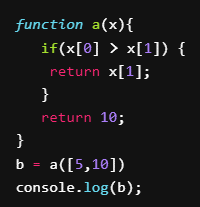 function a(x){
   if(x[0] > x[1]) {
    return x[1];
   }
   return 10;
}
b = a([5,10])
console.log(b);